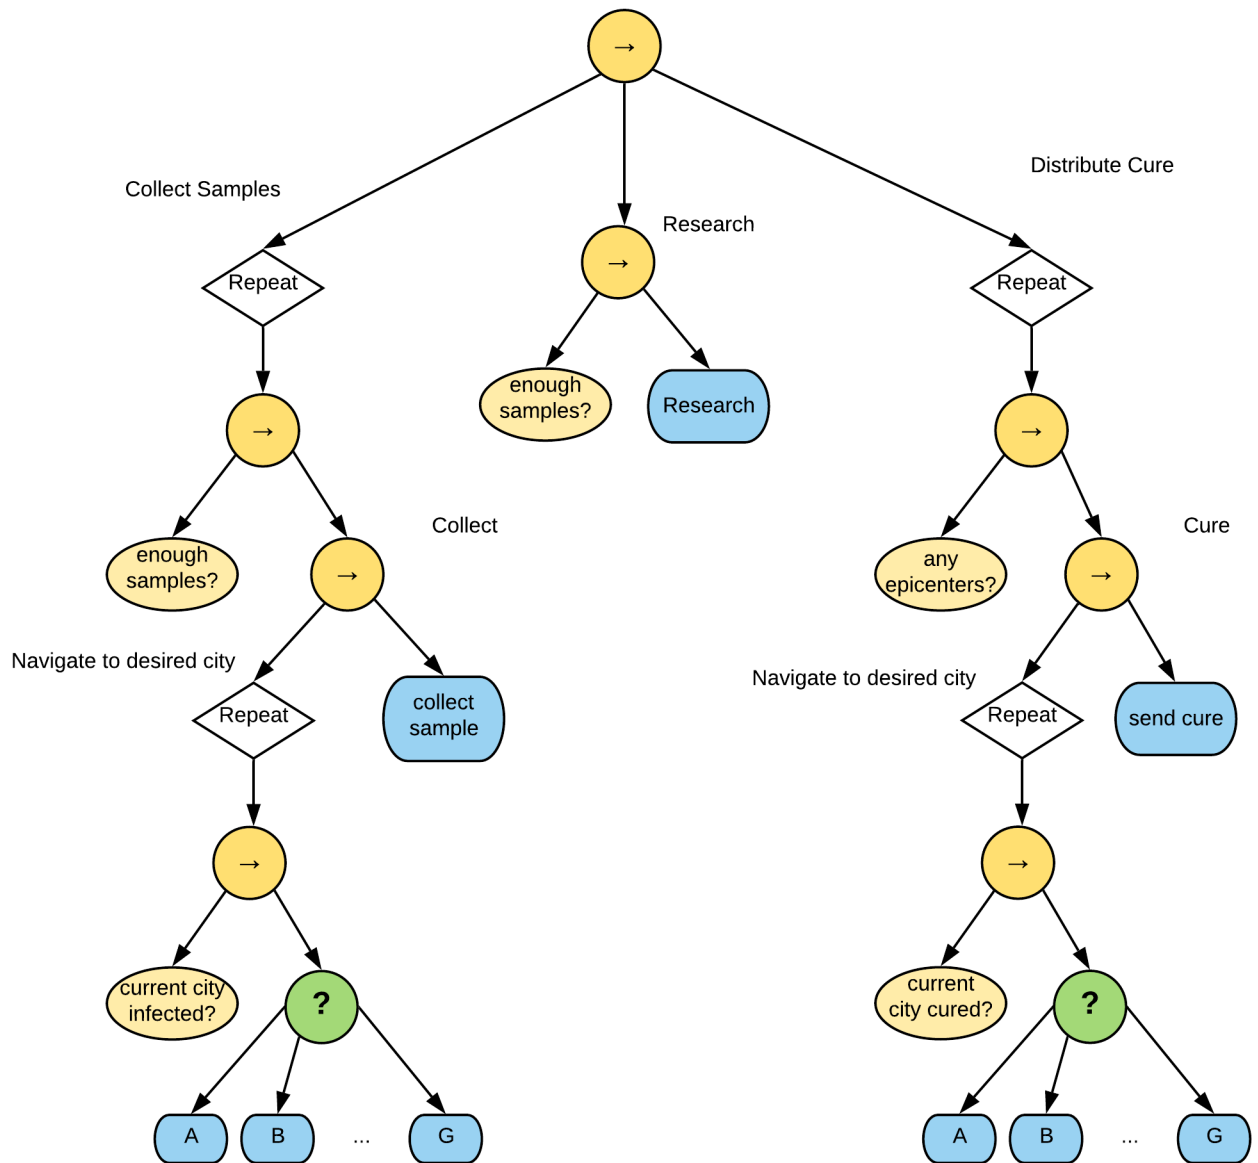 →
Distribute Cure
Collect Samples
Research
→
Repeat
Repeat
enough
samples?
Research
→
→
Collect
Cure
enough
samples?
→
any
epicenters?
→
Navigate to desired city
Navigate to desired city
Repeat
collect
sample
Repeat
send cure
→
→
current city
infected?
?
current
city cured?
?
A
B
...
G
A
B
...
G